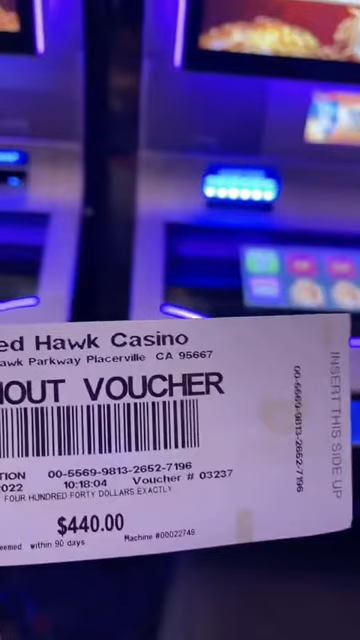 ed Hawk Casino
awk Parkway Placerville CA 95667
HOUT VOUCHER
TION 00-5569-9813-2652-7196
022 10:18:04 Voucher # 03237
FOUR HUNDRED FORTY DOLLARS EXACTLY
$440.00
eemed within 90 days Machine #00022749
00-5569-9813-2652-7196
INSERT THIS SIDE UP